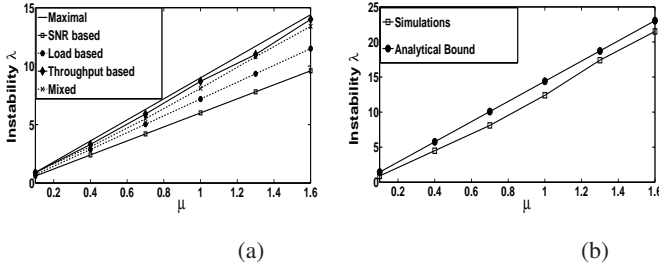 15
10
5
0
Instability λ
Maximal
SNR based
Load based
Throughput based
Mixed
0.2 0.4 0.6 0.8 1 1.2 1.4 1.6
μ
(a)
25
20
15
10
5
0
Instability λ
Simulations
Analytical Bound
0.2 0.4 0.6 0.8 1 1.2 1.4 1.6
μ
(b)